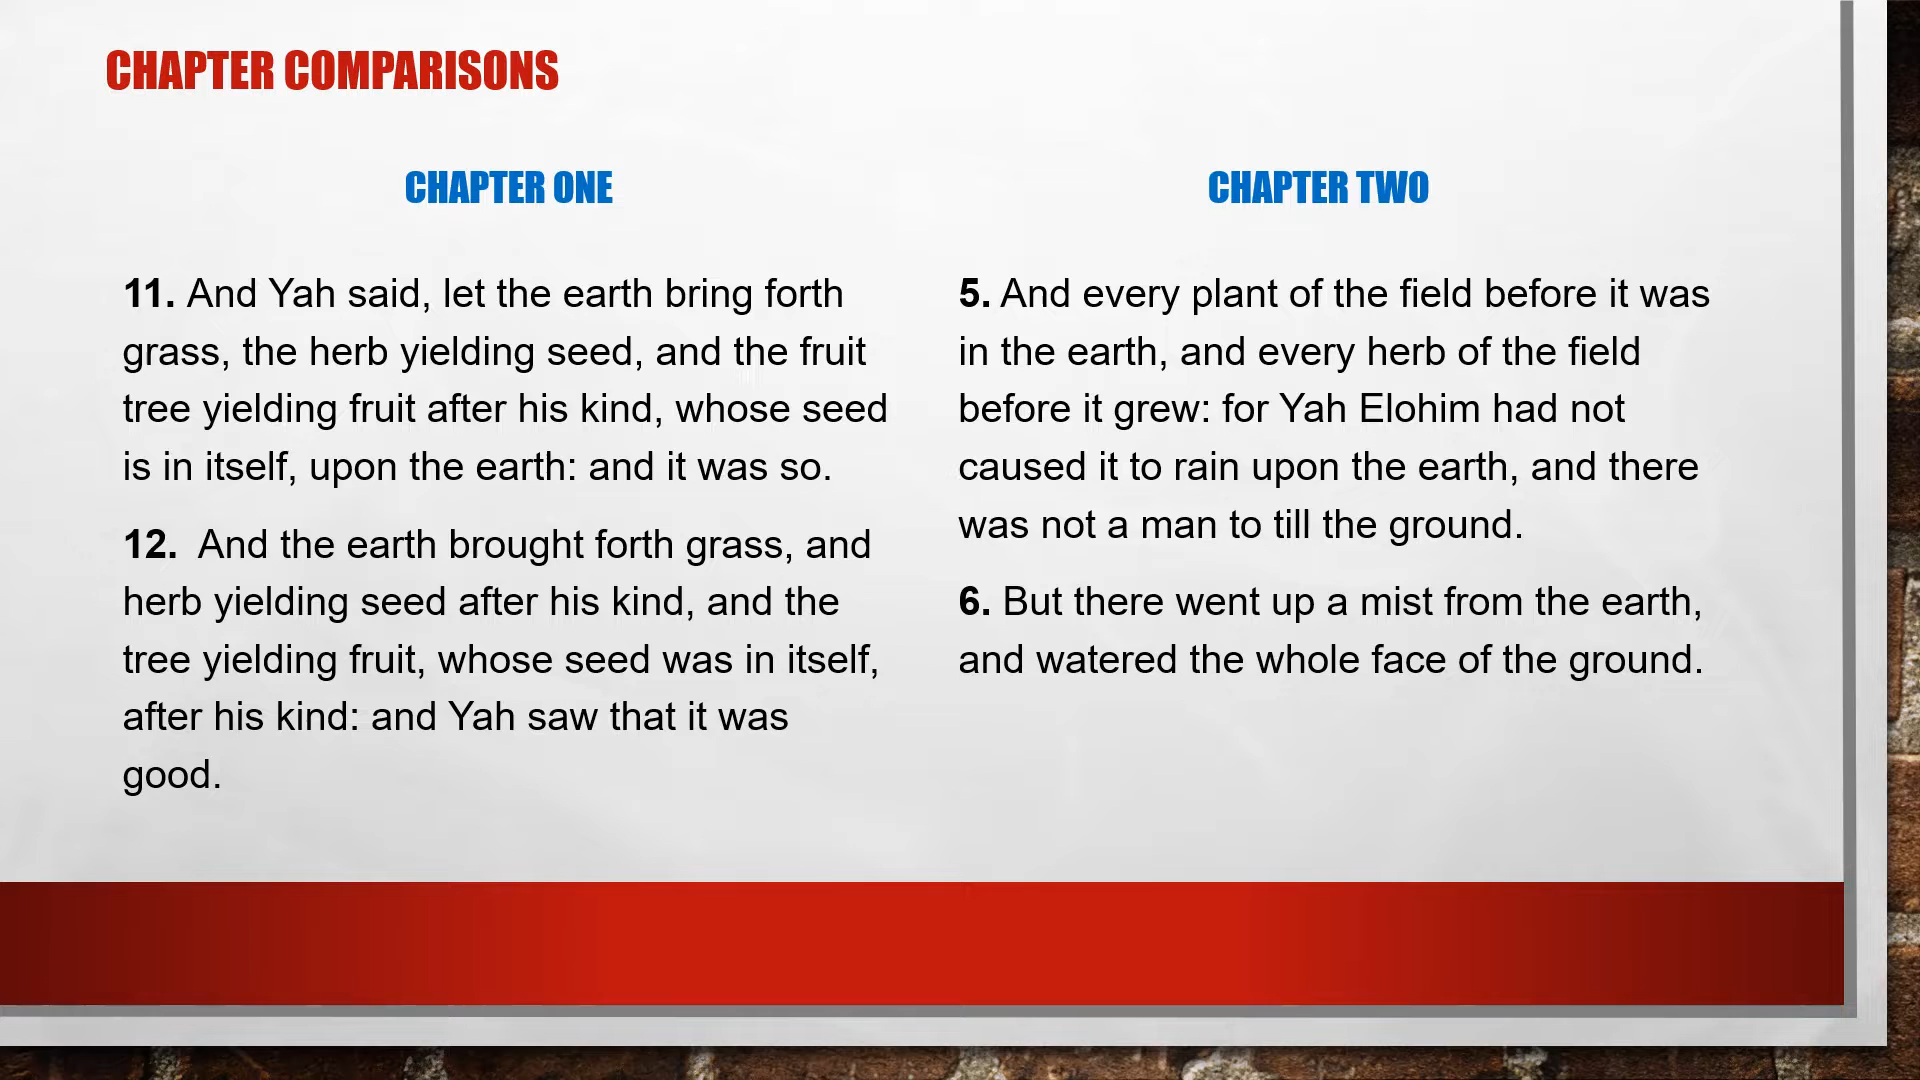 CHAPTER COMPARISONS
CHAPTER ONE
11. And Yah said, let the earth bring forth
grass, the herb yielding seed, and the fruit
tree yielding fruit after his kind, whose seed
is in itself, upon the earth: and it was so.
12. And the earth brought forth grass, and
herb yielding seed after his kind, and the
tree yielding fruit, whose seed was in itself,
after his kind: and Yah saw that it was
good.
CHAPTER TWO
5. And every plant of the field before it was
in the earth, and every herb of the field
before it grew: for Yah Elohim had not
caused it to rain upon the earth, and there
was not a man to till the ground.
6. But there went up a mist from the earth,
and watered the whole face of the ground.